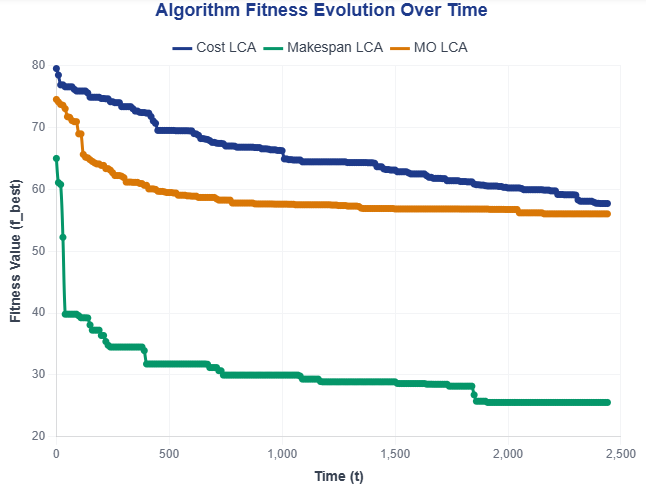 Algorithm Fitness Evolution Over Time
Cost LCA Makespan LCA MO LCA
Fitness Value (f_best)
80
70
60
50
40
30
20
0 500 1,000 1,500 2,000 2,500
Time (t)